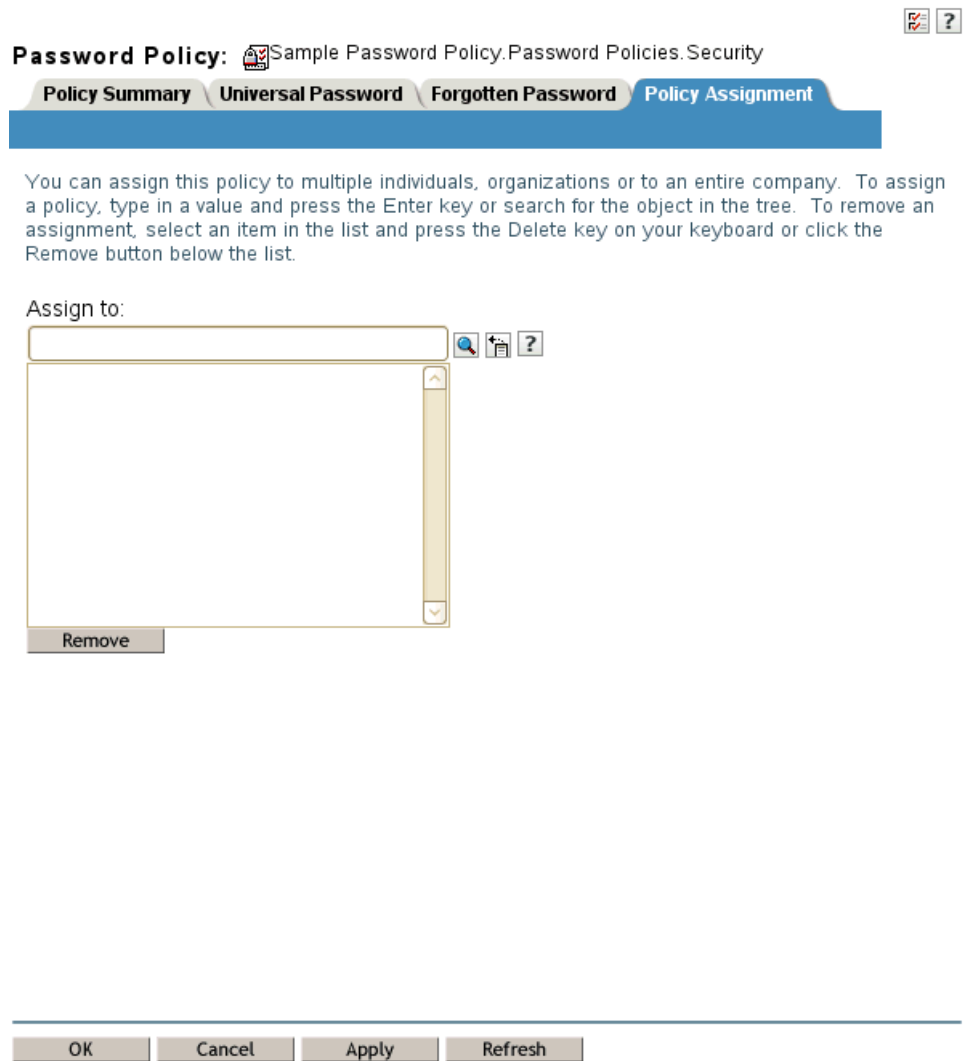 ?
Password Policy: Sample Password Policy.Password Policies.Security
Policy Summary Universal Password Forgotten Password Policy Assignment
You can assign this policy to multiple individuals, organizations or to an entire company. To assign
a policy, type in a value and press the Enter key or search for the object in the tree. To remove an
assignment, select an item in the list and press the Delete key on your keyboard or click the
Remove button below the list.
Assign to:
?
Remove
OK Cancel Apply Refresh